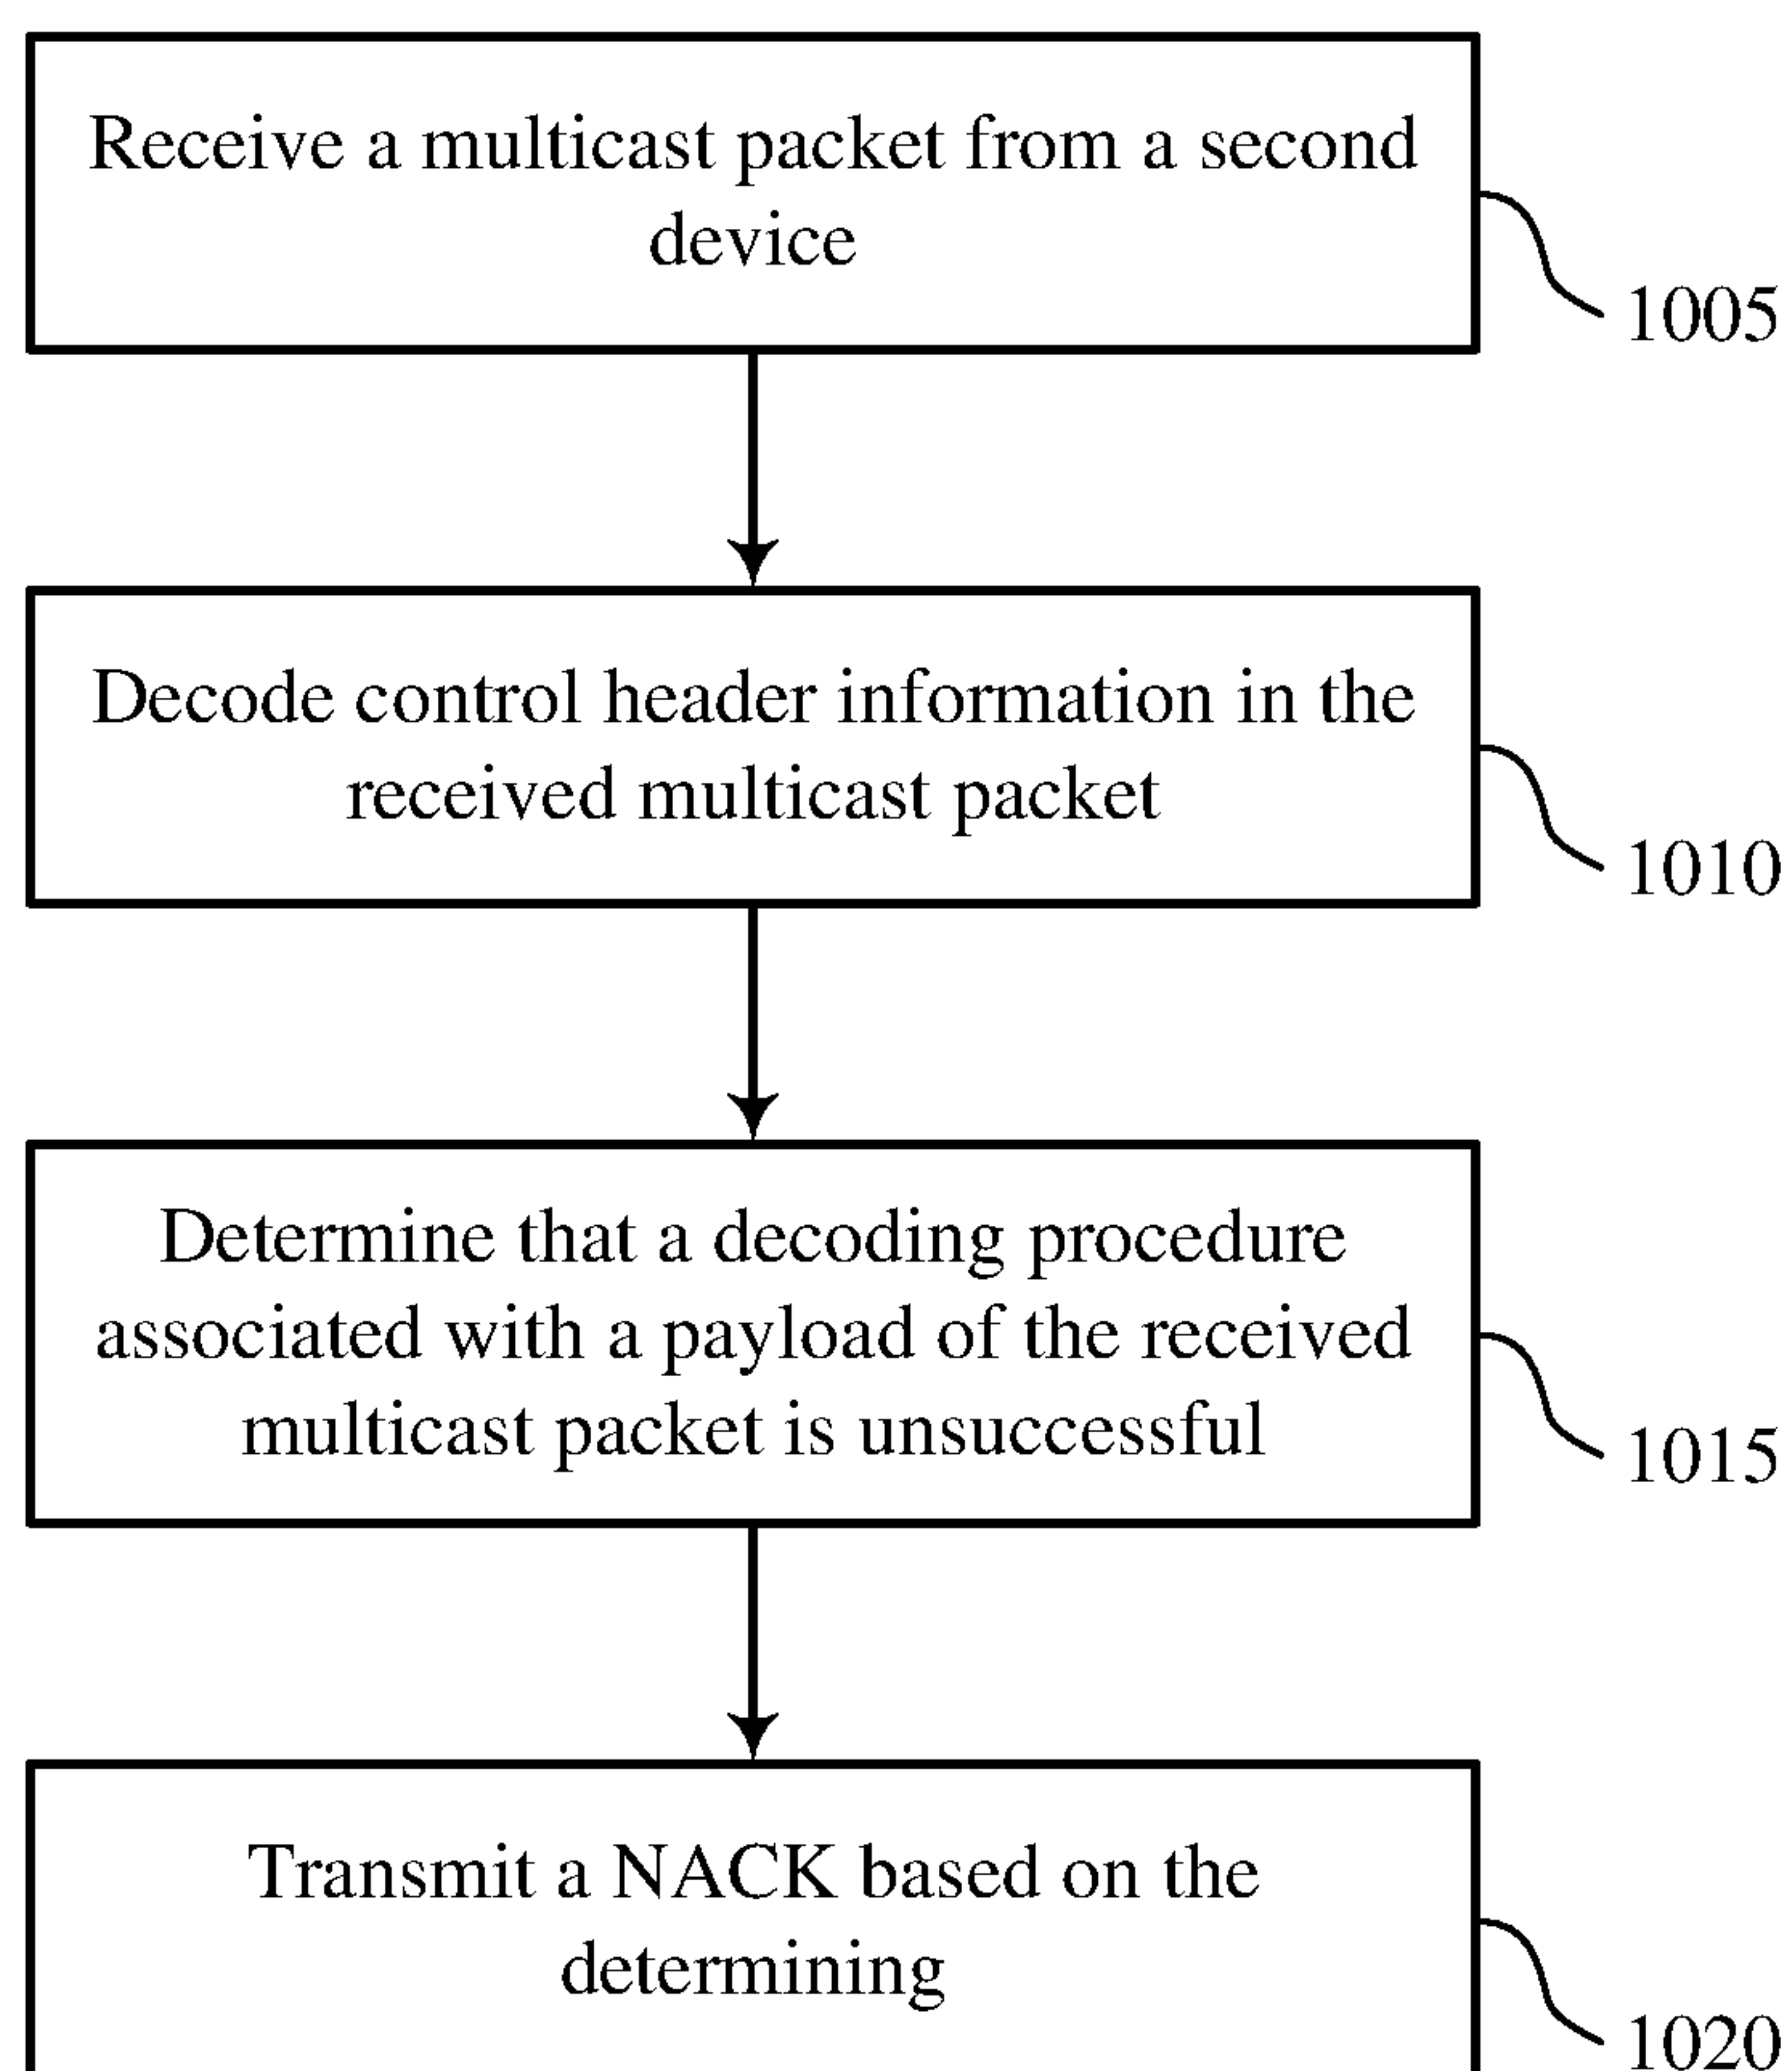 Receive a multicast packet from a second
device
1005
Decode control header information in the
received multicast packet
1010
Determine that a decoding procedure
associated with a payload of the received
multicast packet is unsuccessful
1015
Transmit a NACK based on the
determining
1020